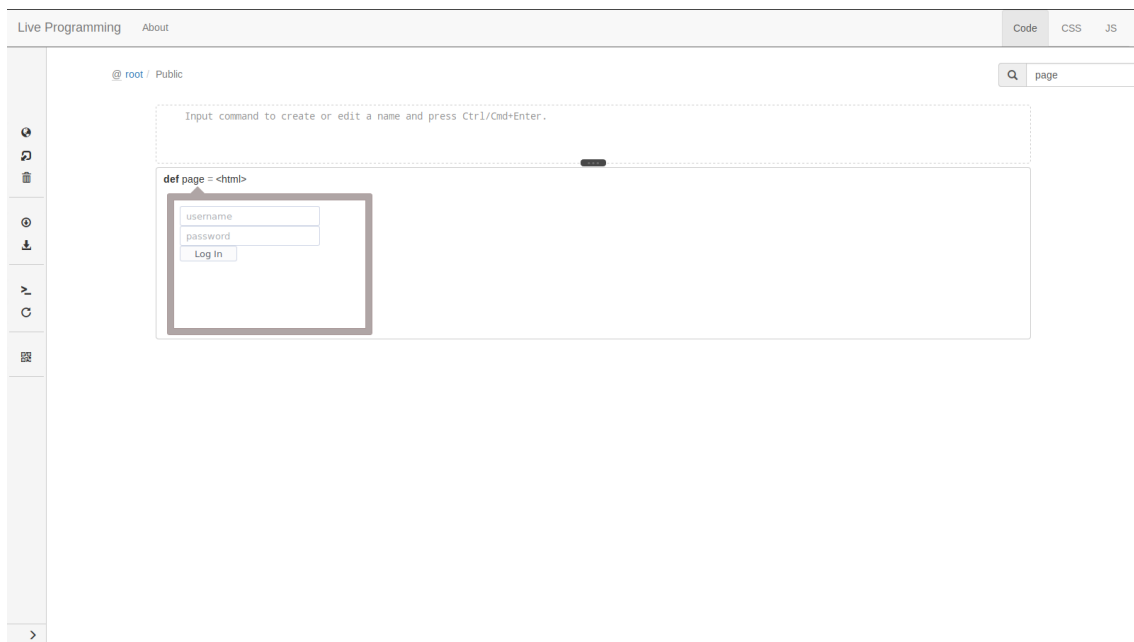 Live Programming About Code CSS JS
@ root / Public page
Input command to create or edit a name and press Ctrl/Cmd+Enter.
def page = <html>
username
password
Log In